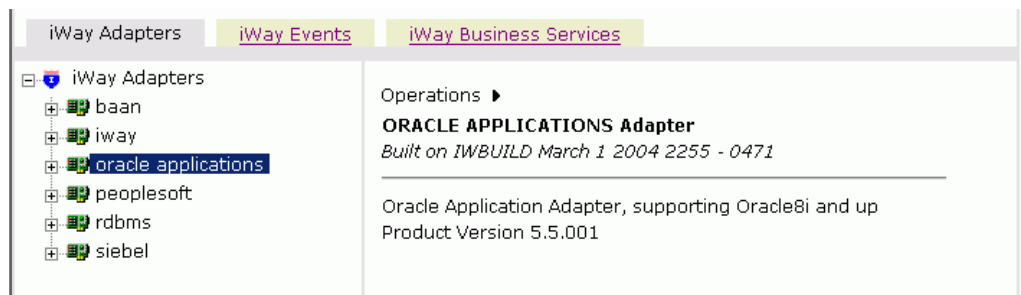 iWay Adapters
iWay Events
iWay Business Services
iWay Adapters
baan
iway
oracle applications
peoplesoft
rdbms
siebel
Operations
ORACLE APPLICATIONS Adapter
Built on IWBUILD March 1 2004 2255 - 0471
Oracle Application Adapter, supporting Oracle8i and up
Product Version 5.5.001